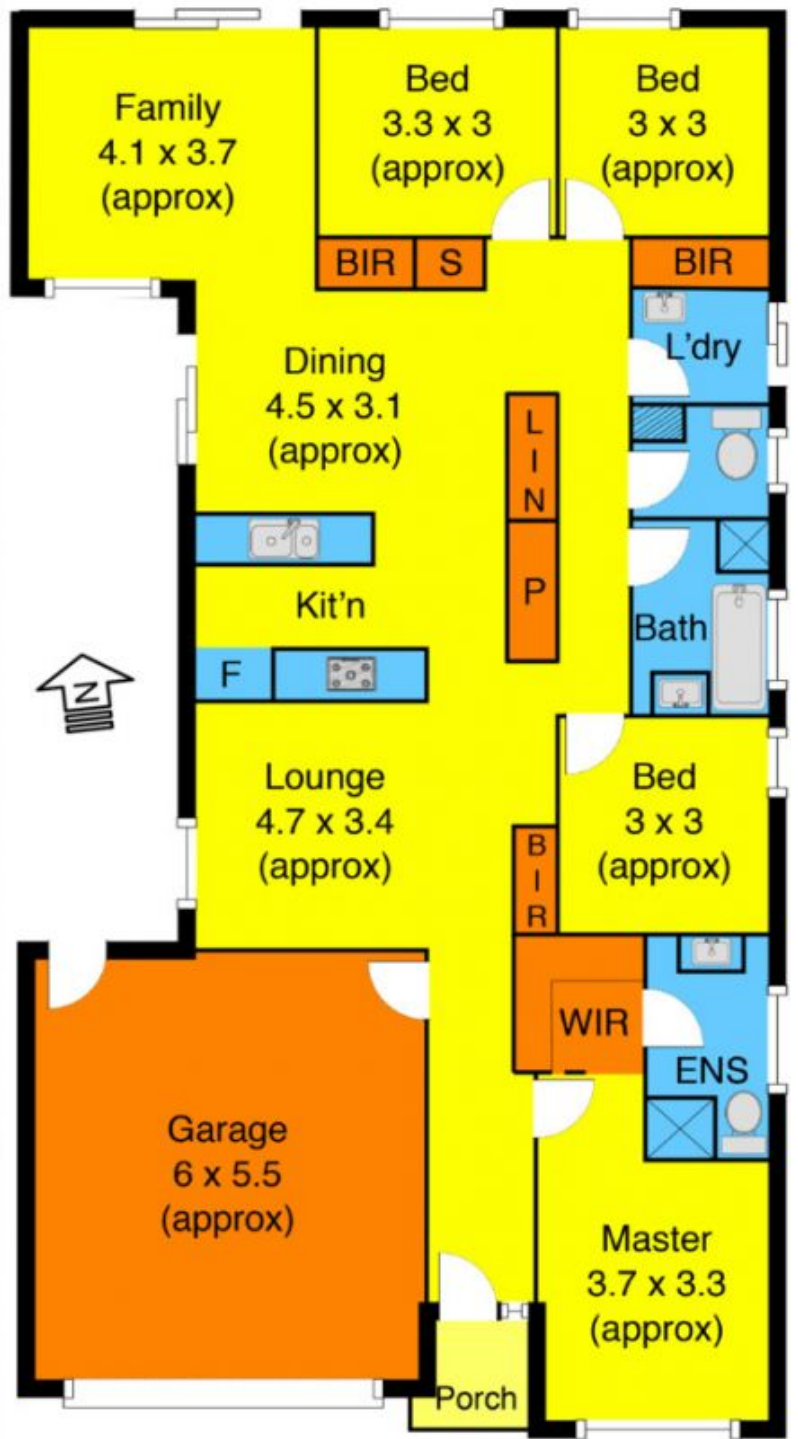 Family
4.1 x 3.7
(approx)
Bed
3.3 x 3
(approx)
Bed
3 x 3
(approx)
BIR
S
BIR
L'dry
Dining
4.5 x 3.1
(approx)
L
I
N
P
Kit'n
Bath
F
N
Lounge
4.7 x 3.4
(approx)
Bed
3 x 3
(approx)
B
I
R
WIR
ENS
Garage
6 x 5.5
(approx)
Master
3.7 x 3.3
(approx)
Porch